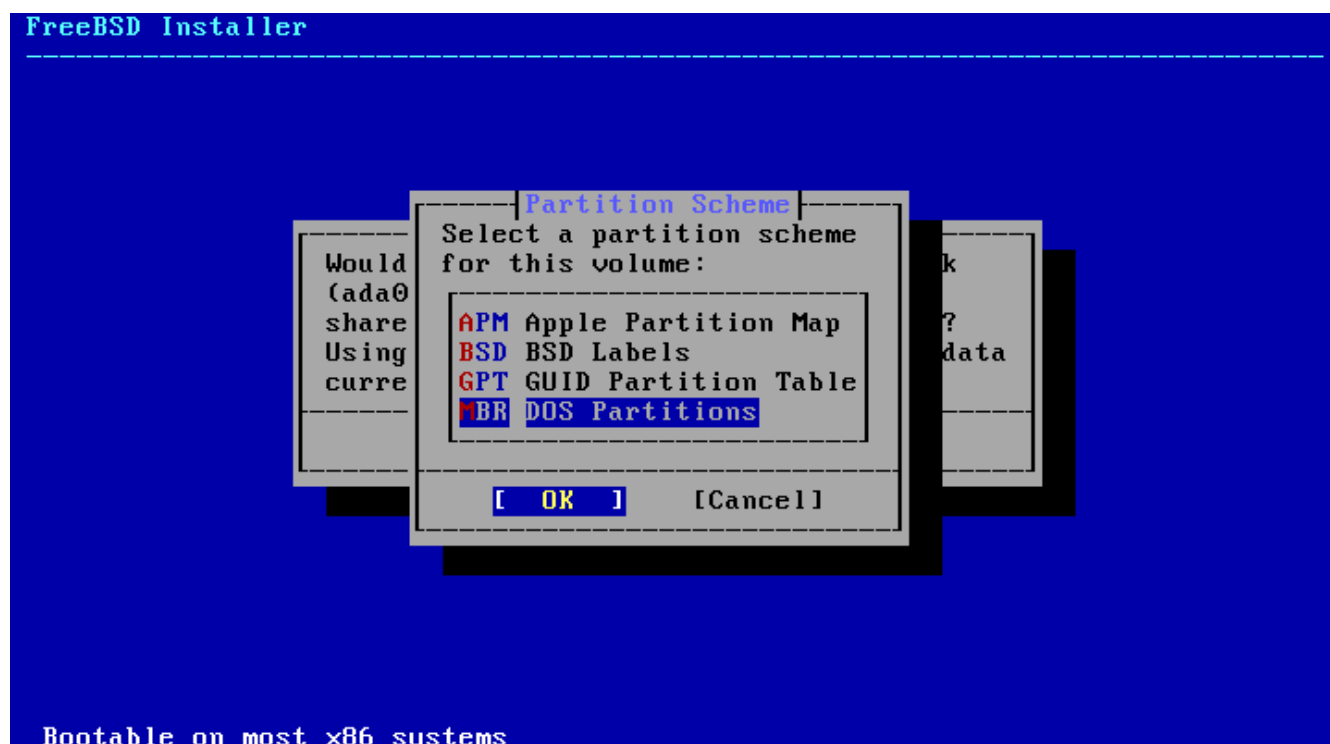 FreeBSD Installer
Partition Scheme
Select a partition scheme
for this volume:
Would
(ada0
share
Using
curre
k
?
data
APM Apple Partition Map
BSD BSD Labels
GPT GUID Partition Table
MBR DOS Partitions
[ OK ] [Cancel]
Bootable on most x86 systems